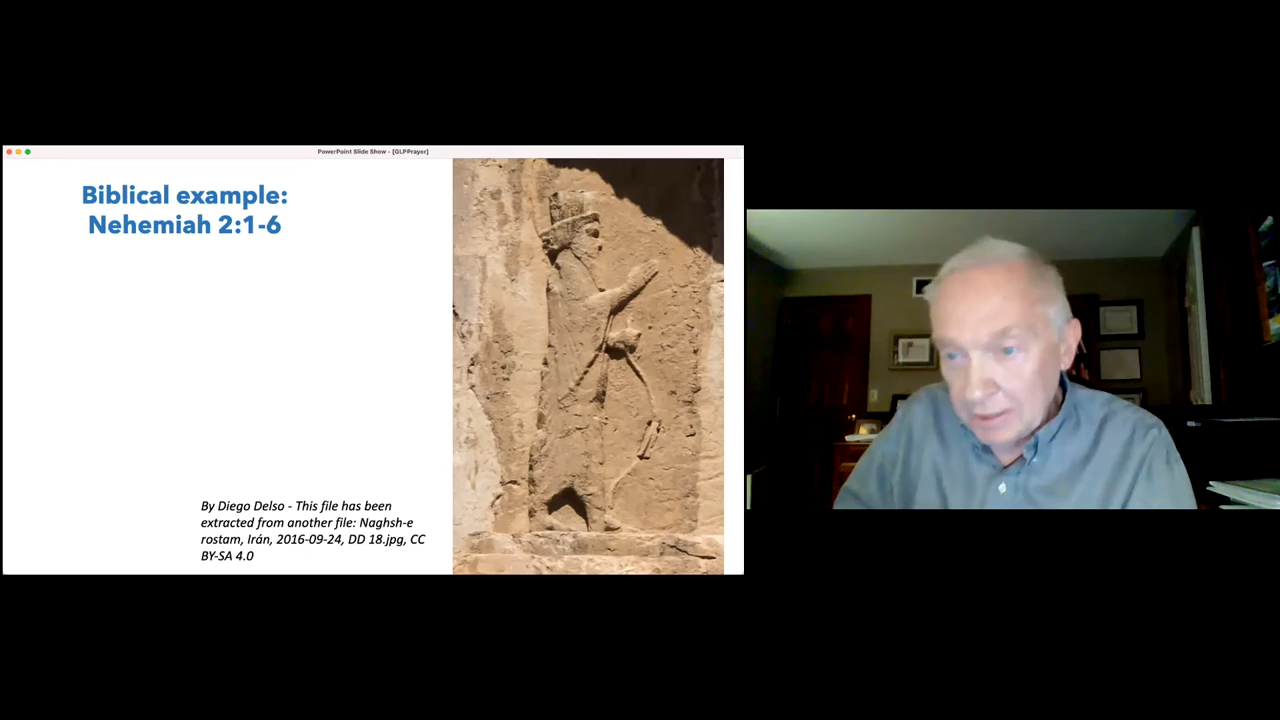 PowerPoint Slide Show - [GLPPrayer]
Biblical example:
Nehemiah 2:1-6
By Diego Delso - This file has been
extracted from another file: Naghsh-e
rostam, Irán, 2016-09-24, DD 18.jpg, CC
BY-SA 4.0